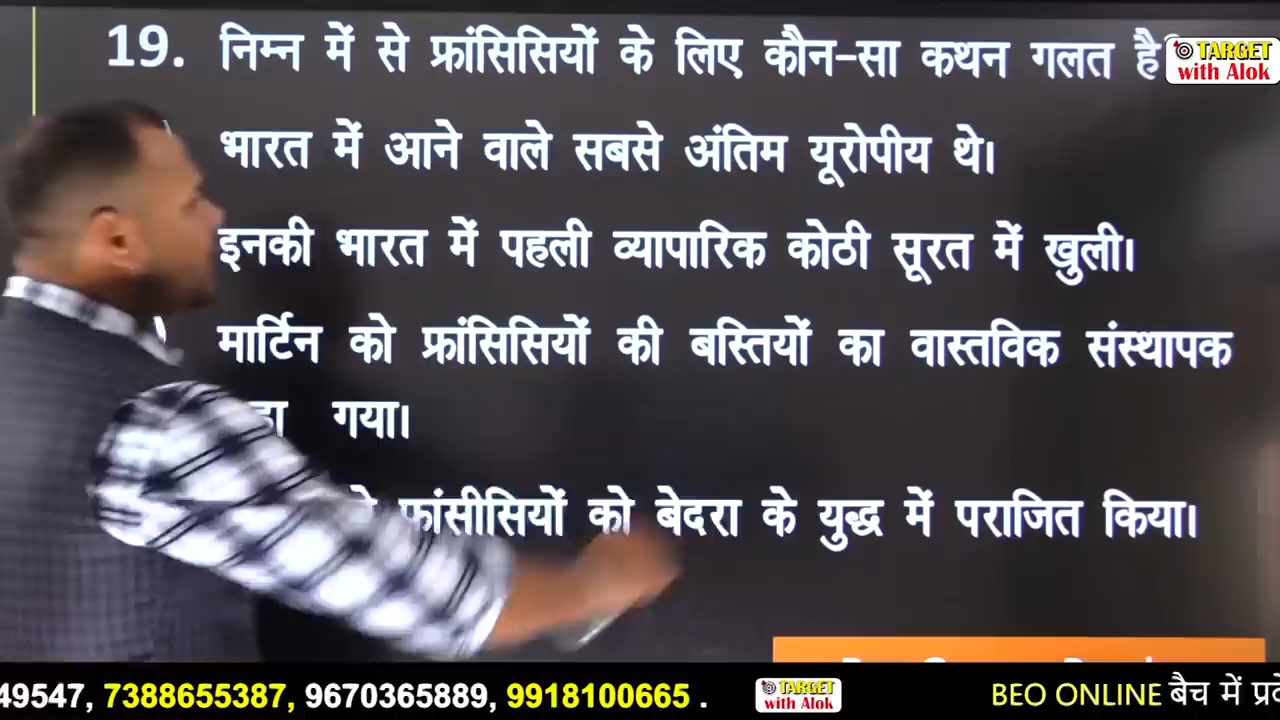 19. निम्न में से फ्रांसिसियों के लिए कौन-सा कथन गलत है
TARGET with Alok
भारत में आने वाले सबसे अंतिम यूरोपीय थे।
इनकी भारत में पहली व्यापारिक कोठी सूरत में खुली।
मार्टिन को फ्रांसिसियों की बस्तियों का वास्तविक संस्थापक
गया।
फ्रांसीसियों को बेदरा के युद्ध में पराजित किया।
49547, 7388655387, 9670365889, 9918100665 . TARGET with Alok BEO ONLINE बैच में